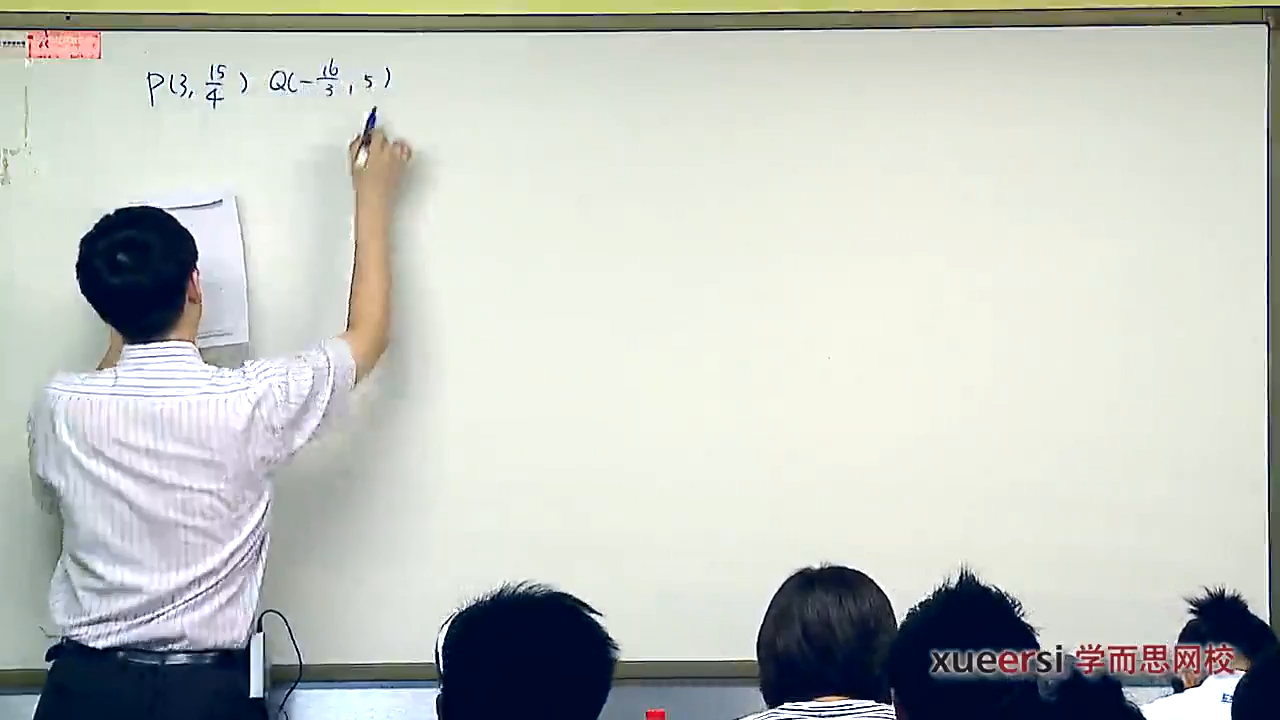 P(3, 15/4) Q(-16/3, 5)
xueersi 学而思网校